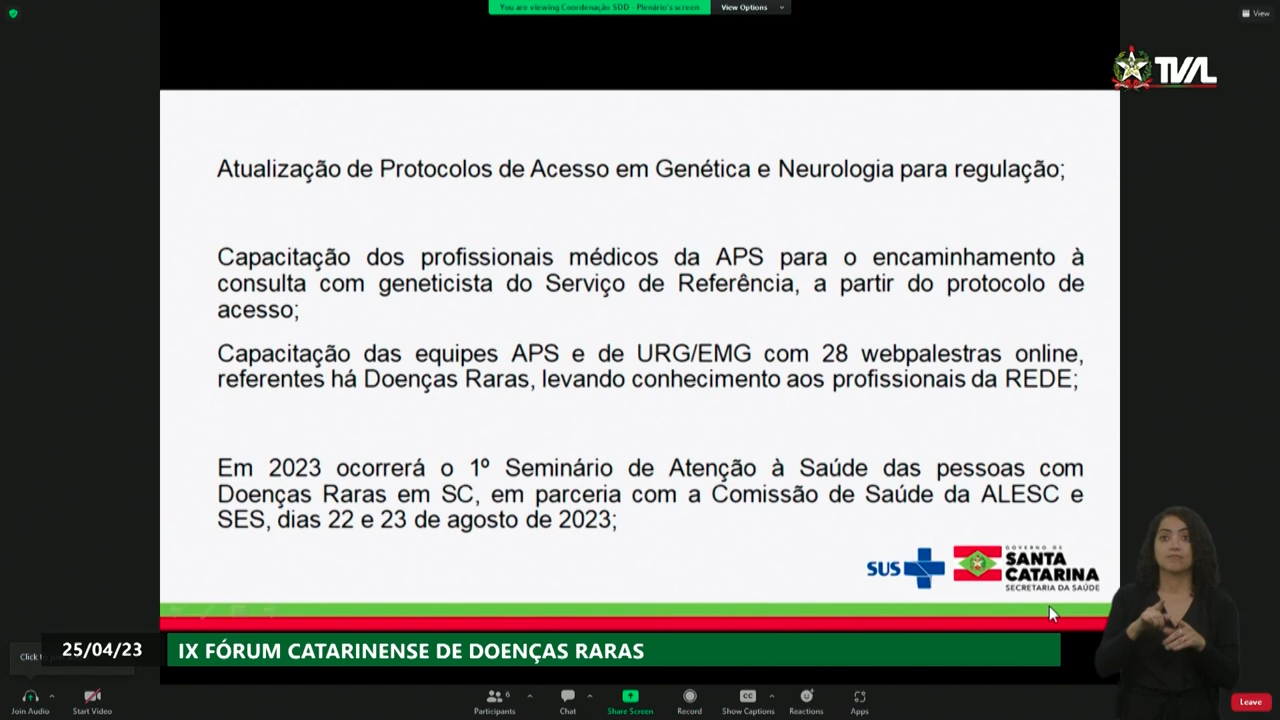 You are viewing Coordenação SDD - Plenário's screen
View Options
View
TVAL
Atualização de Protocolos de Acesso em Genética e Neurologia para regulação;
Capacitação dos profissionais médicos da APS para o encaminhamento à
consulta com geneticista do Serviço de Referência, a partir do protocolo de
acesso;
Capacitação das equipes APS e de URG/EMG com 28 webpalestras online,
referentes há Doenças Raras, levando conhecimento aos profissionais da REDE;
Em 2023 ocorrerá o 1º Seminário de Atenção à Saúde das pessoas com
Doenças Raras em SC, em parceria com a Comissão de Saúde da ALESC e
SES, dias 22 e 23 de agosto de 2023;
SUS
GOVERNO DE
SANTA
CATARINA
SECRETARIA DA SAÚDE
25/04/23
IX FÓRUM CATARINENSE DE DOENÇAS RARAS
Click
Join Audio
Start Video
6
Participants
Chat
Share Screen
Record
CC
Show Captions
Reactions
Apps
Leave